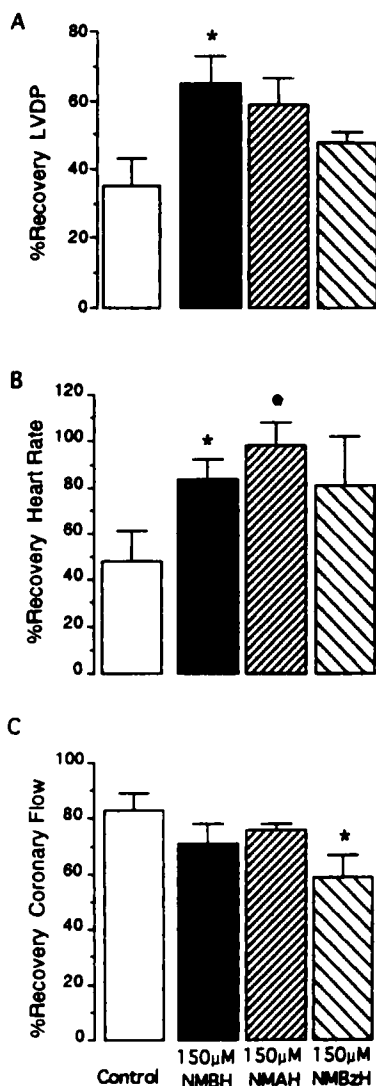 A
%Recovery LVDP
80
60
40
20
0
*
B
%Recovery Heart Rate
120
100
80
60
40
20
0
*
C
%Recovery Coronary Flow
100
80
60
40
20
0
*
Control
150µM NMBH
150µM NMAH
150µM NMBzH